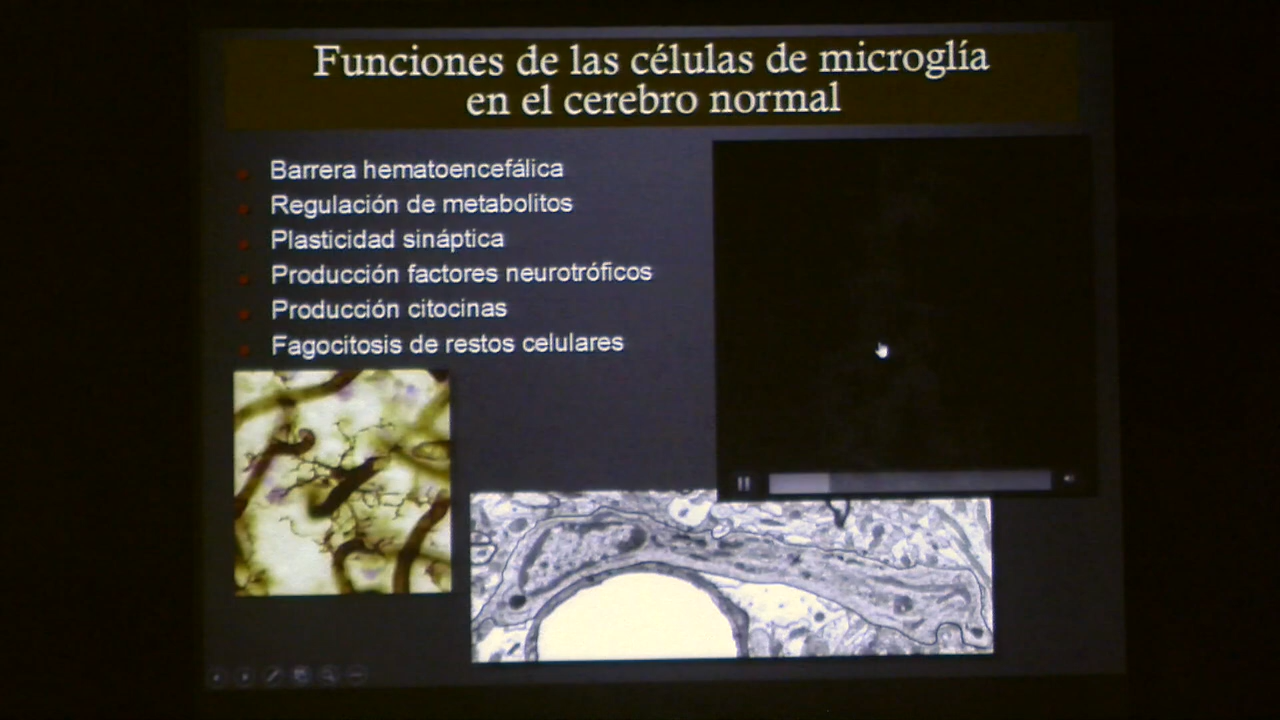 Funciones de las células de microglía
en el cerebro normal
Barrera hematoencefálica
Regulación de metabolitos
Plasticidad sináptica
Producción factores neurotróficos
Producción citocinas
Fagocitosis de restos celulares